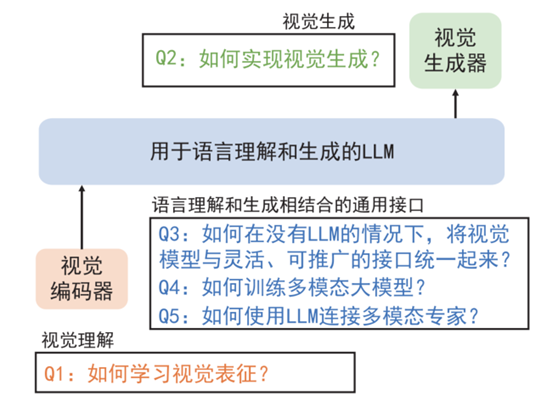 视觉生成
Q2：如何实现视觉生成？
视觉
生成器
用于语言理解和生成的LLM
语言理解和生成相结合的通用接口
Q3：如何在没有LLM的情况下，将视觉
模型与灵活、可推广的接口统一起来？
Q4：如何训练多模态大模型？
Q5：如何使用LLM连接多模态专家？
视觉
编码器
视觉理解
Q1：如何学习视觉表征？